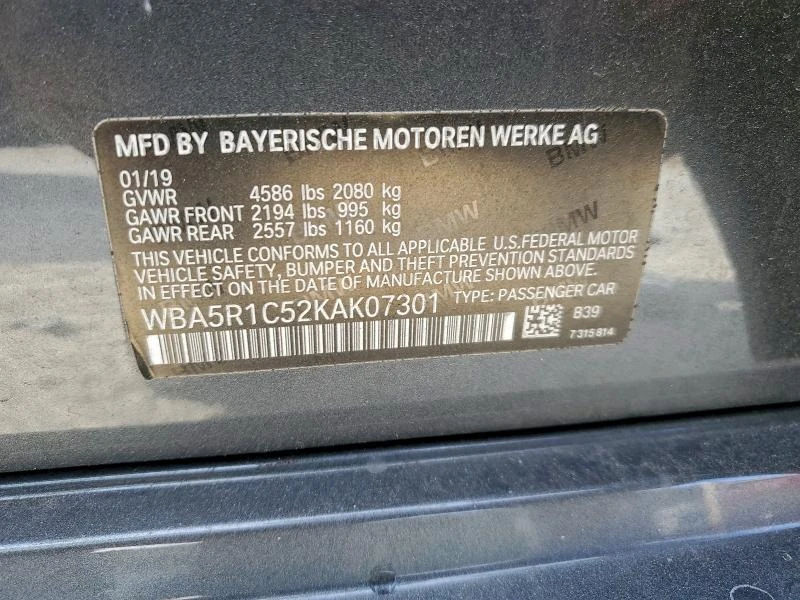 MFD BY BAYERISCHE MOTOREN WERKE AG
01/19
GVWR 4586 lbs 2080 kg
GAWR FRONT 2194 lbs 995 kg
GAWR REAR 2557 lbs 1160 kg
THIS VEHICLE CONFORMS TO ALL APPLICABLE U.S.FEDERAL MOTOR
VEHICLE SAFETY, BUMPER AND THEFT PREVENTION STANDARDS
IN EFFECT ON THE DATE OF MANUFACTURE SHOWN ABOVE.
WBA5R1C52KAK07301 TYPE: PASSENGER CAR
B39
7315814